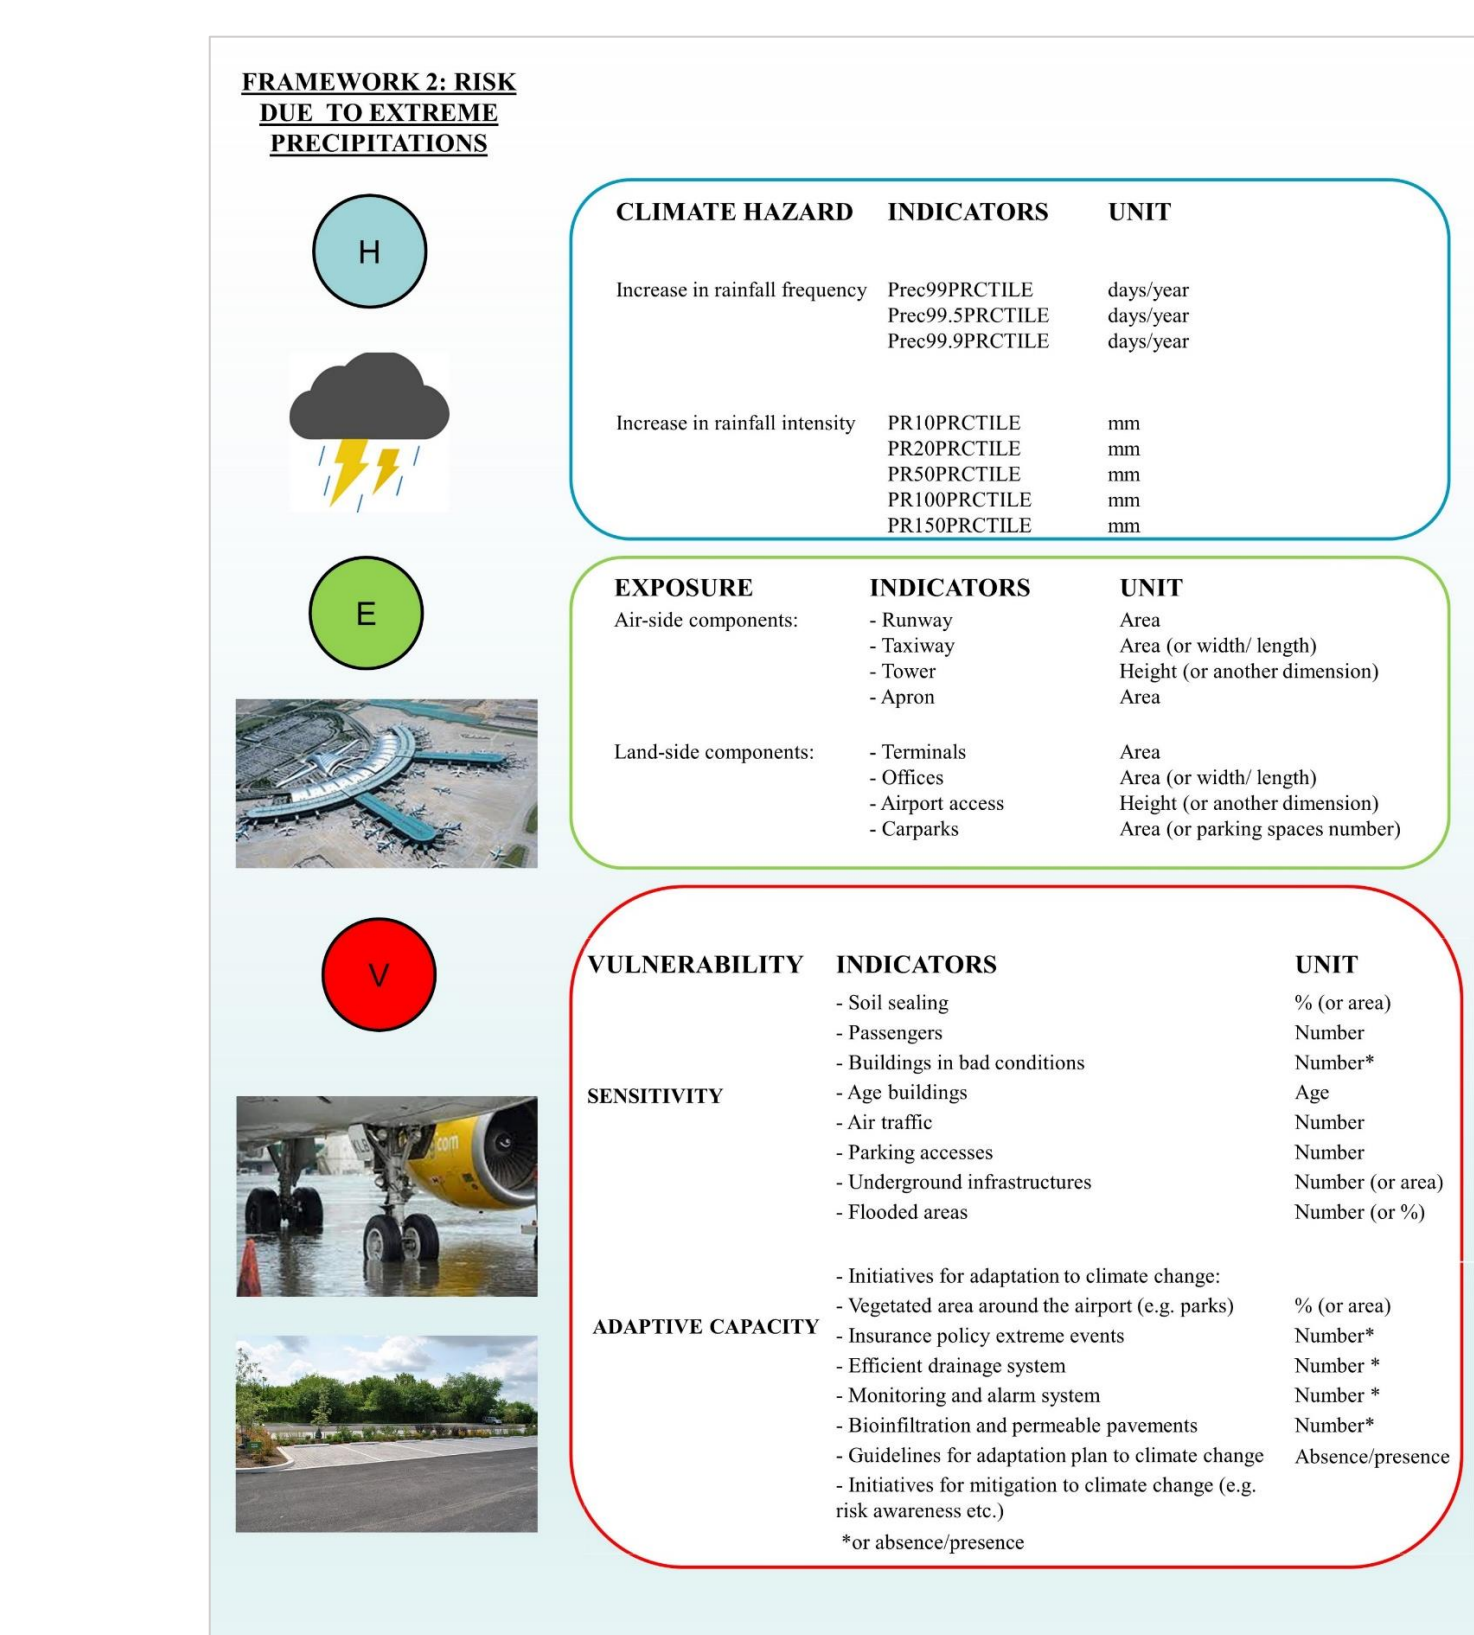 FRAMEWORK 2: RISK
DUE TO EXTREME
PRECIPITATIONS
H
CLIMATE HAZARD INDICATORS UNIT
Increase in rainfall frequency Prec99PRCTILE days/year
Prec99.5PRCTILE days/year
Prec99.9PRCTILE days/year
Increase in rainfall intensity PR10PRCTILE mm
PR20PRCTILE mm
PR50PRCTILE mm
PR100PRCTILE mm
PR150PRCTILE mm
E
EXPOSURE INDICATORS UNIT
Air-side components: - Runway Area
- Taxiway Area (or width/ length)
- Tower Height (or another dimension)
- Apron Area
Land-side components: - Terminals Area
- Offices Area (or width/ length)
- Airport access Height (or another dimension)
- Carparks Area (or parking spaces number)
V
VULNERABILITY INDICATORS UNIT
- Soil sealing % (or area)
- Passengers Number
- Buildings in bad conditions Number*
SENSITIVITY - Age buildings Age
- Air traffic Number
- Parking accesses Number
- Underground infrastructures Number (or area)
- Flooded areas Number (or %)
KLB
.com
- Initiatives for adaptation to climate change:
- Vegetated area around the airport (e.g. parks) % (or area)
ADAPTIVE CAPACITY - Insurance policy extreme events Number*
- Efficient drainage system Number *
- Monitoring and alarm system Number *
- Bioinfiltration and permeable pavements Number*
- Guidelines for adaptation plan to climate change Absence/presence
- Initiatives for mitigation to climate change (e.g.
risk awareness etc.)
*or absence/presence